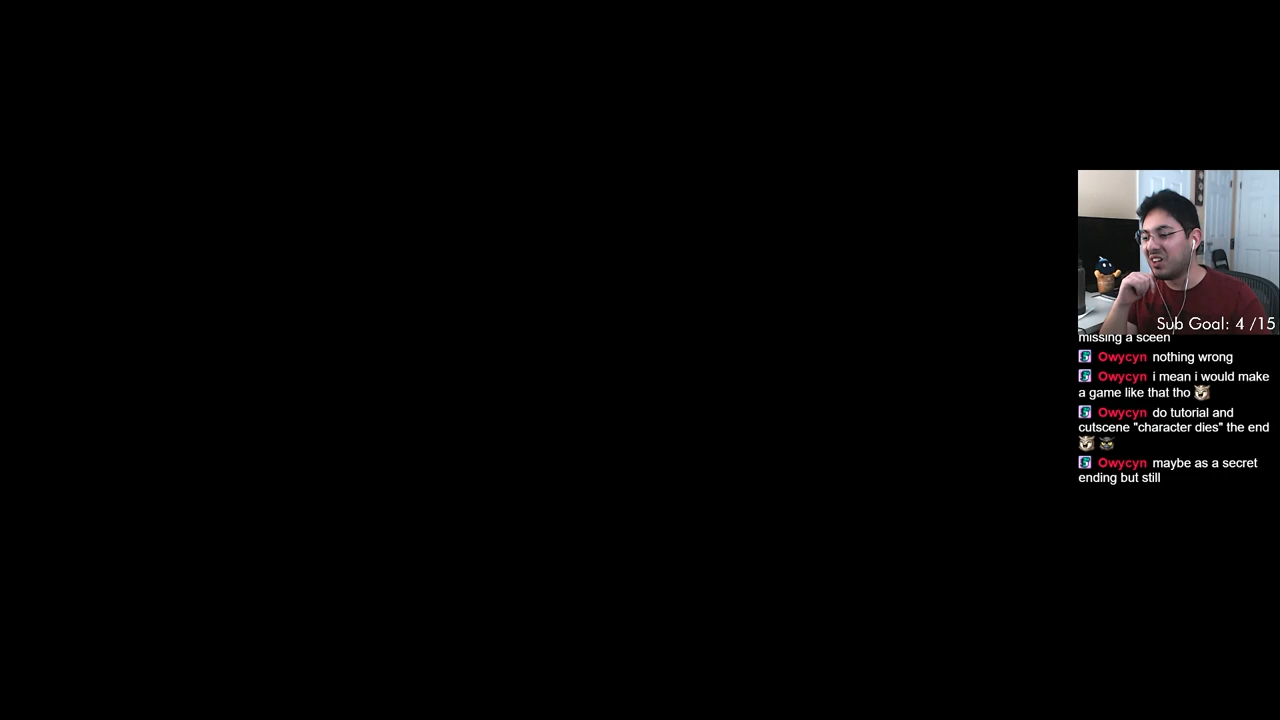 Sub Goal: 4 /15
missing a sceen
Owycyn nothing wrong
Owycyn i mean i would make
a game like that tho
Owycyn do tutorial and
cutscene "character dies" the end
Owycyn maybe as a secret
ending but still